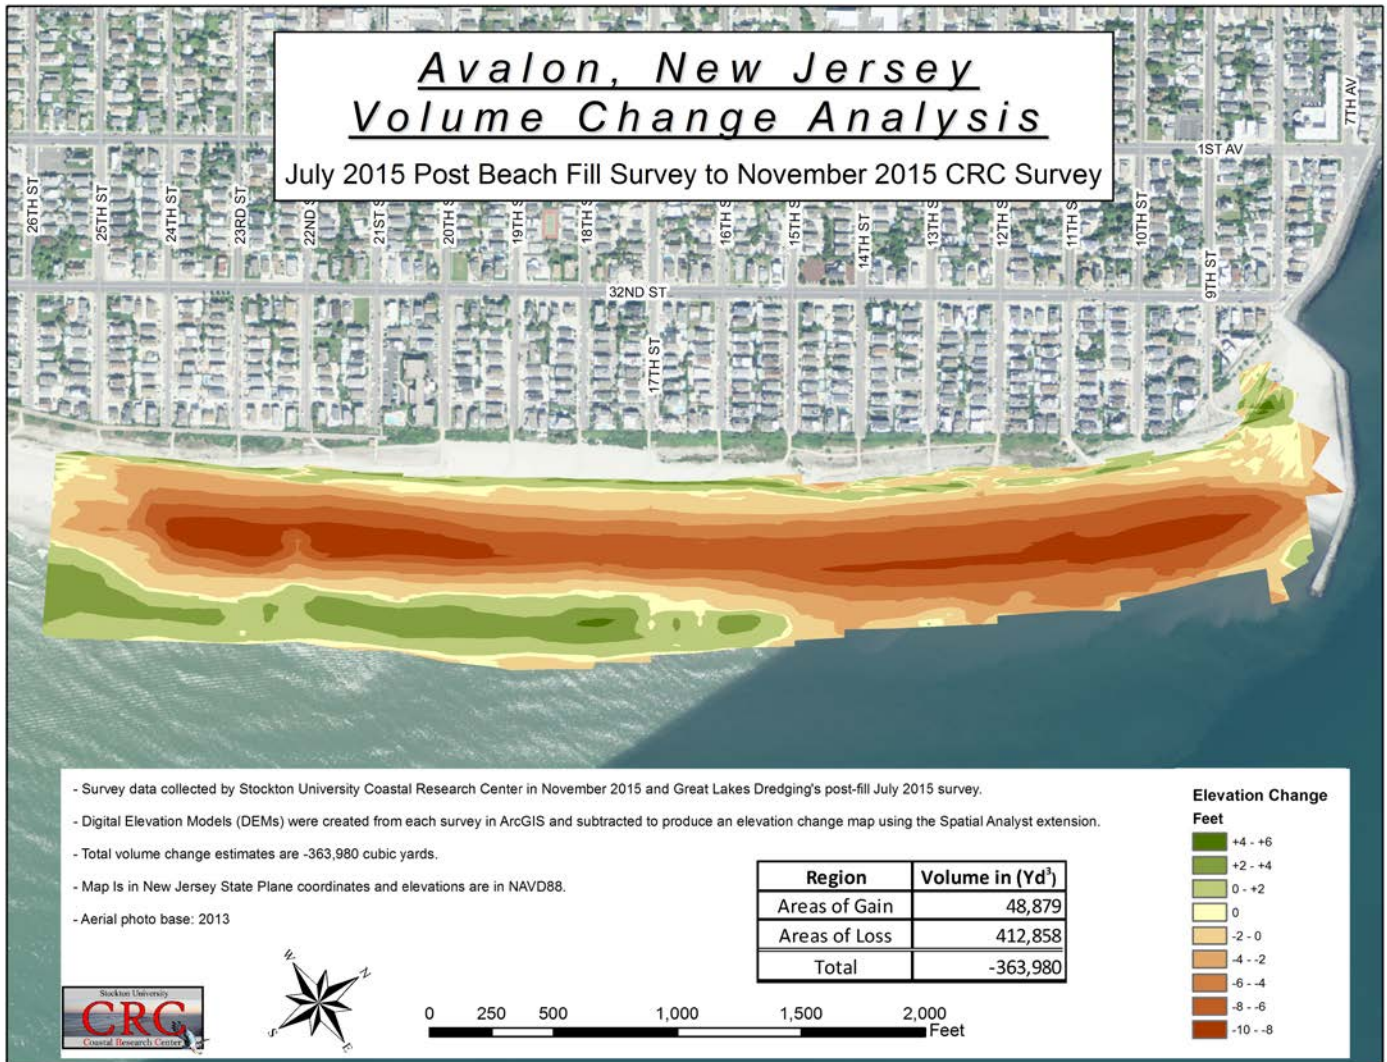 Avalon, New Jersey
Volume Change Analysis
July 2015 Post Beach Fill Survey to November 2015 CRC Survey
7TH AV
1ST AV
26TH ST
25TH ST
24TH ST
23RD ST
22ND S
21ST S
20TH S
19TH S
18TH S
16TH S
15TH S
14TH ST
13TH S
12TH S
11TH S
10TH ST
9TH ST
32ND ST
17TH ST
- Survey data collected by Stockton University Coastal Research Center in November 2015 and Great Lakes Dredging's post-fill July 2015 survey.
- Digital Elevation Models (DEMs) were created from each survey in ArcGIS and subtracted to produce an elevation change map using the Spatial Analyst extension.
- Total volume change estimates are -363,980 cubic yards.
- Map Is in New Jersey State Plane coordinates and elevations are in NAVD88.
- Aerial photo base: 2013
Region Volume in (Yd³)
Areas of Gain 48,879
Areas of Loss 412,858
Total -363,980
Elevation Change
Feet
+4 - +6
+2 - +4
0 - +2
0
-2 - 0
-4 - -2
-6 - -4
-8 - -6
-10 - -8
W
N
S
E
Stockton University
CRC
Coastal Research Center
0 250 500 1,000 1,500 2,000
Feet